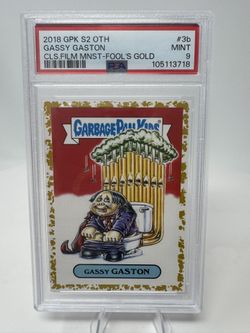 2018 GPK S2 OTH #3b
GASSY GASTON MINT
CLS.FILM MNST-FOOL'S GOLD 9
PSA 105113718
GARBAGE PAIL KIDS
GASSY GASTON